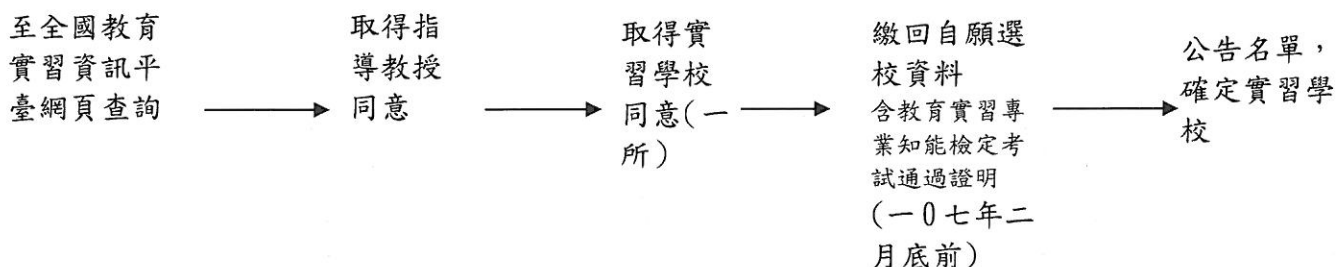 至全國教育
實習資訊平
臺網頁查詢
取得指
導教授
同意
取得實
習學校
同意(一
所)
繳回自願選
校資料
含教育實習專
業知能檢定考
試通過證明
(一0七年二
月底前)
公告名單，
確定實習學
校